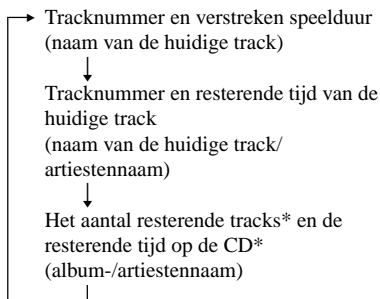 Tracknummer en verstreken speelduur
(naam van de huidige track)
Tracknummer en resterende tijd van de
huidige track
(naam van de huidige track/
artiestennaam)
Het aantal resterende tracks* en de
resterende tijd op de CD*
(album-/artiestennaam)